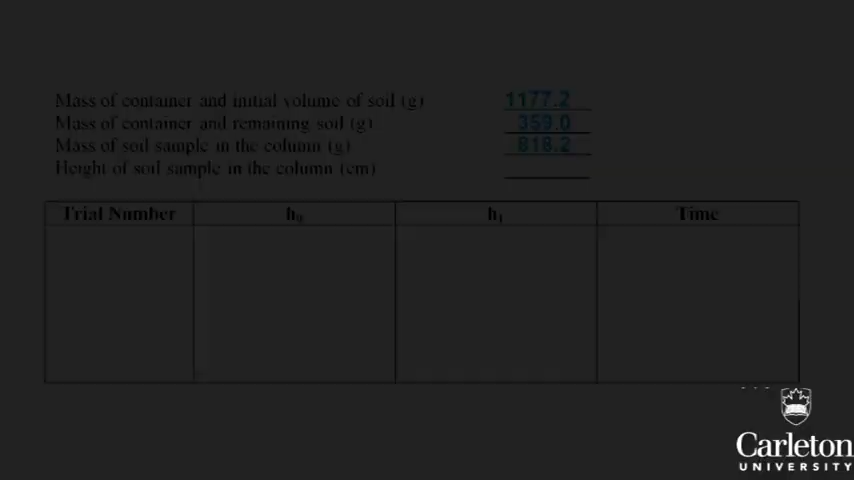 Mass of container and initial volume of soil (g) 1177.2
Mass of container and remaining soil (g) 359.0
Mass of soil sample in the column (g) 818.2
Height of soil sample in the column (cm)
Trial Number h₀ h₁ Time
Carleton
UNIVERSITY